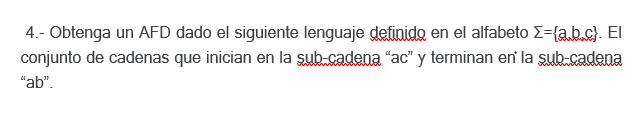 4.- Obtenga un AFD dado el siguiente lenguaje definido en el alfabeto Σ={a,b,c}. El
conjunto de cadenas que inician en la sub-cadena “ac” y terminan en la sub-cadena
“ab”.